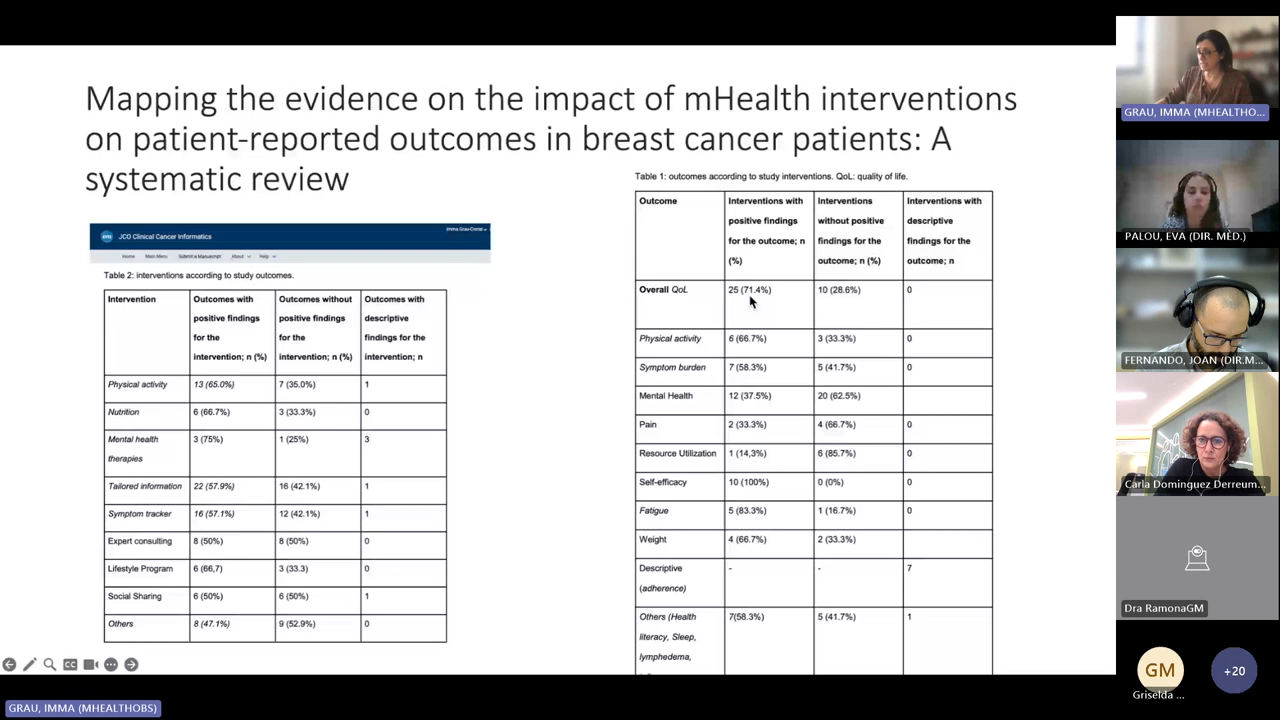 Mapping the evidence on the impact of mHealth interventions
on patient-reported outcomes in breast cancer patients: A
systematic review
JCO Clinical Cancer Informatics
Home Main Menu Submit a Manuscript About Help
Table 2: interventions according to study outcomes.
Intervention
Outcomes with positive findings for the intervention; n (%)
Outcomes without positive findings for the intervention; n (%)
Outcomes with descriptive findings for the intervention; n
Physical activity 13 (65.0%) 7 (35.0%) 1
Nutrition 6 (66.7%) 3 (33.3%) 0
Mental health therapies 3 (75%) 1 (25%) 3
Tailored information 22 (57.9%) 16 (42.1%) 1
Symptom tracker 16 (57.1%) 12 (42.1%) 1
Expert consulting 8 (50%) 8 (50%) 0
Lifestyle Program 6 (66,7) 3 (33.3) 0
Social Sharing 6 (50%) 6 (50%) 1
Others 8 (47.1%) 9 (52.9%) 0
Table 1: outcomes according to study interventions. QoL: quality of life.
Outcome
Interventions with positive findings for the outcome; n (%)
Interventions without positive findings for the outcome; n (%)
Interventions with descriptive findings for the outcome; n
Overall QoL 25 (71.4%) 10 (28.6%) 0
Physical activity 6 (66.7%) 3 (33.3%) 0
Symptom burden 7 (58.3%) 5 (41.7%) 0
Mental Health 12 (37.5%) 20 (62.5%)
Pain 2 (33.3%) 4 (66.7%) 0
Resource Utilization 1 (14,3%) 6 (85.7%) 0
Self-efficacy 10 (100%) 0 (0%) 0
Fatigue 5 (83.3%) 1 (16.7%) 0
Weight 4 (66.7%) 2 (33.3%)
Descriptive (adherence) - - 7
Others (Health literacy, Sleep, lymphedema, 7(58.3%) 5 (41.7%) 1
GRAU, IMMA (MHEALTHO...
PALOU, EVA (DIR. MÈD.)
FERNANDO, JOAN (DIR.M...
Carla Dominguez Derreum...
Dra RamonaGM
GM
Griselda ...
+20
CC
GRAU, IMMA (MHEALTHOBS)